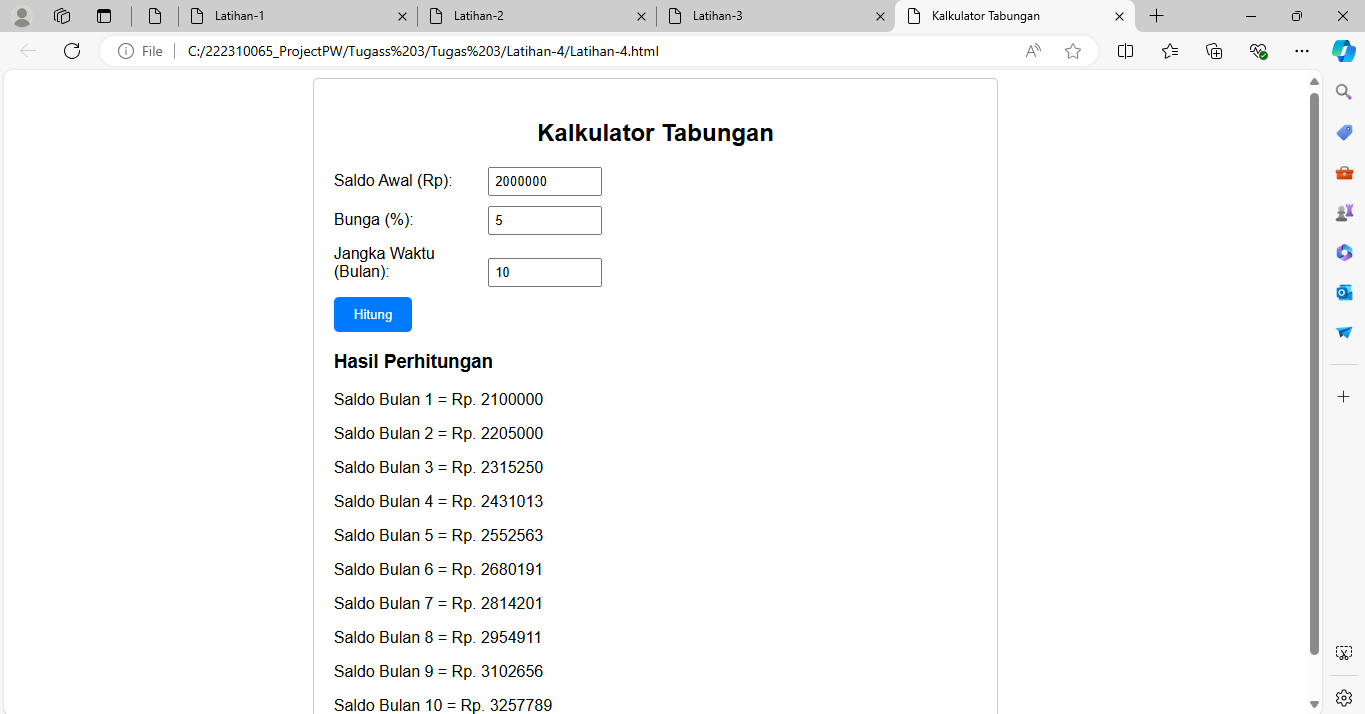 Latihan-1
Latihan-2
Latihan-3
Kalkulator Tabungan
File
C:/222310065_ProjectPW/Tugass%203/Tugas%203/Latihan-4/Latihan-4.html
Kalkulator Tabungan
Saldo Awal (Rp): 2000000
Bunga (%): 5
Jangka Waktu
(Bulan): 10
Hitung
Hasil Perhitungan
Saldo Bulan 1 = Rp. 2100000
Saldo Bulan 2 = Rp. 2205000
Saldo Bulan 3 = Rp. 2315250
Saldo Bulan 4 = Rp. 2431013
Saldo Bulan 5 = Rp. 2552563
Saldo Bulan 6 = Rp. 2680191
Saldo Bulan 7 = Rp. 2814201
Saldo Bulan 8 = Rp. 2954911
Saldo Bulan 9 = Rp. 3102656
Saldo Bulan 10 = Rp. 3257789